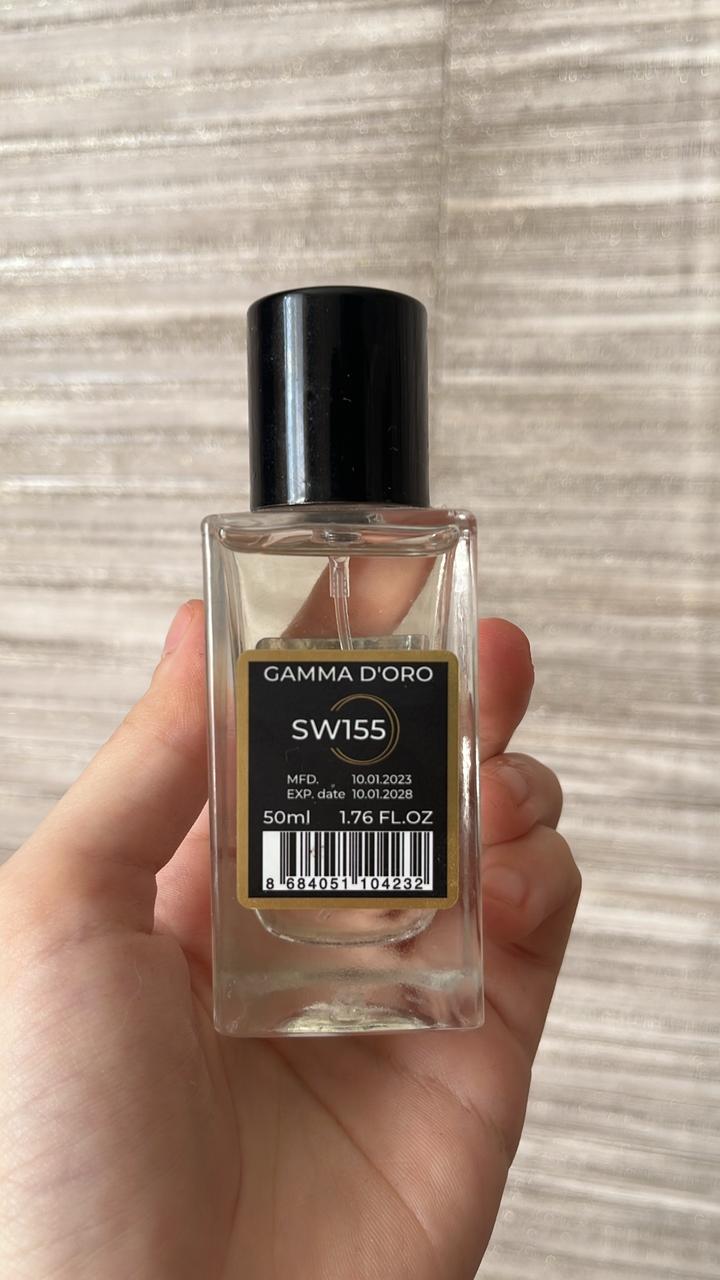 GAMMA D'ORO
SW155
MFD. 10.01.2023
EXP. date 10.01.2028
50ml 1.76 FL.OZ
8 684051 104232